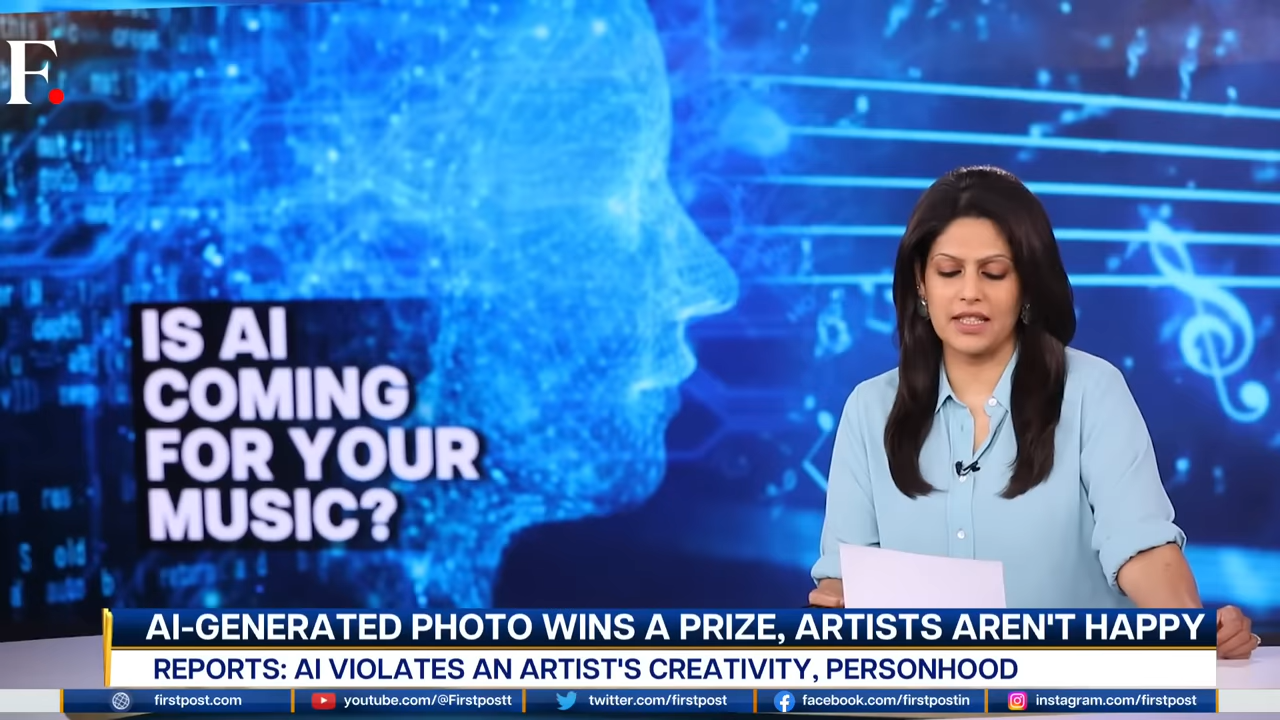 F.
IS AI
COMING
FOR YOUR
MUSIC?
AI-GENERATED PHOTO WINS A PRIZE, ARTISTS AREN'T HAPPY
REPORTS: AI VIOLATES AN ARTIST'S CREATIVITY, PERSONHOOD
firstpost.com youtube.com/@Firstpostt twitter.com/firstpost facebook.com/firstpostin instagram.com/firstpost